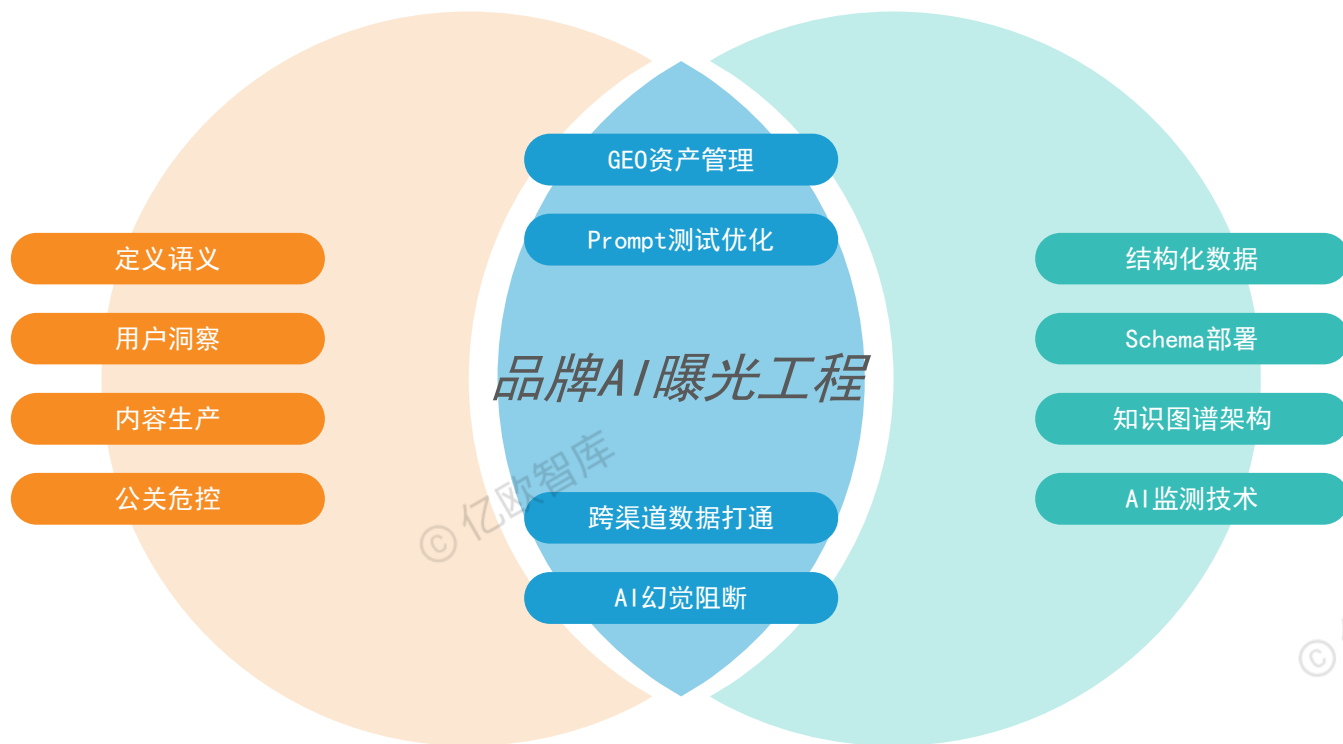 GEO资产管理
Prompt测试优化
定义语义
用户洞察
内容生产
公关危控
品牌AI曝光工程
跨渠道数据打通
AI幻觉阻断
结构化数据
Schema部署
知识图谱架构
AI监测技术
© 亿欧智库
©